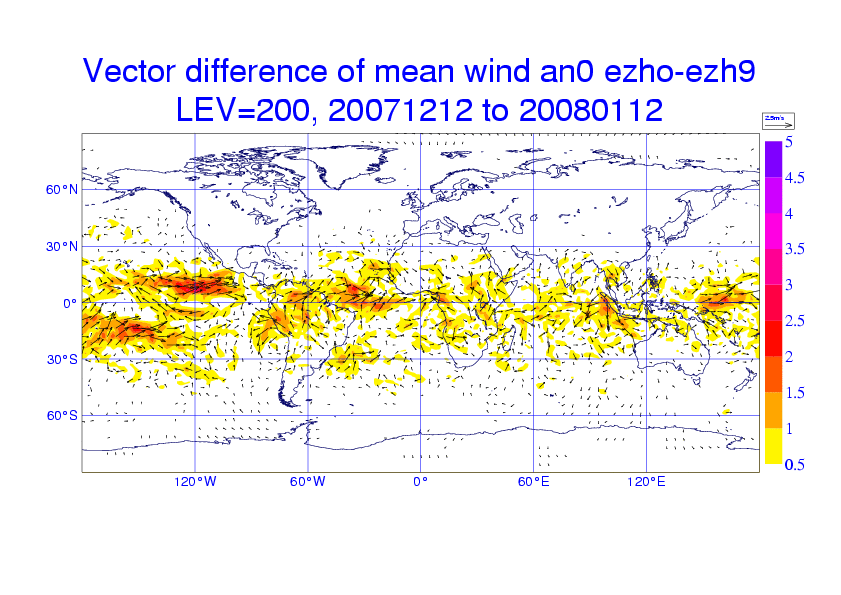 Vector difference of mean wind an0 ezho-ezh9
LEV=200, 20071212 to 20080112
2.5m/s
5
4.5
4
3.5
3
2.5
2
1.5
1
0.5
60°N
30°N
0°
30°S
60°S
120°W 60°W 0° 60°E 120°E